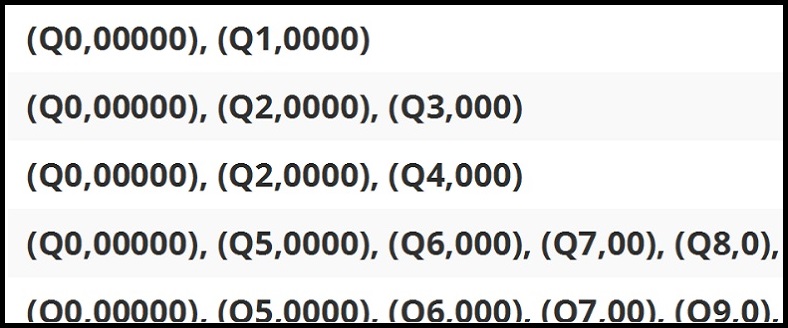 (Q0,00000), (Q1,0000)
(Q0,00000), (Q2,0000), (Q3,000)
(Q0,00000), (Q2,0000), (Q4,000)
(Q0,00000), (Q5,0000), (Q6,000), (Q7,00), (Q8,0),
(Q0,00000), (Q5,0000), (Q6,000), (Q7,00), (Q9,0),